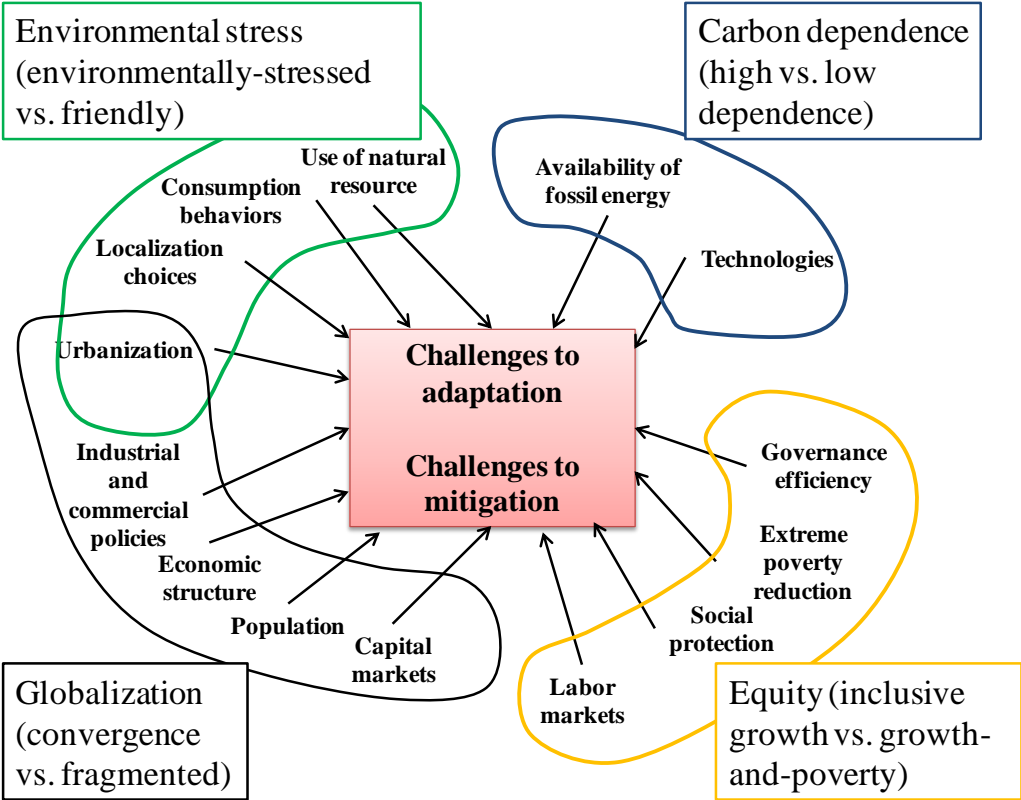 Environmental stress
(environmentally-stressed
vs. friendly)
Carbon dependence
(high vs. low
dependence)
Use of natural
resource
Consumption
behaviors
Localization
choices
Urbanization
Availability of
fossil energy
Technologies
Challenges to
adaptation
Challenges to
mitigation
Industrial
and
commercial
policies
Economic
structure
Population
Capital
markets
Governance
efficiency
Extreme
poverty
reduction
Social
protection
Labor
markets
Globalization
(convergence
vs. fragmented)
Equity (inclusive
growth vs. growth-
and-poverty)